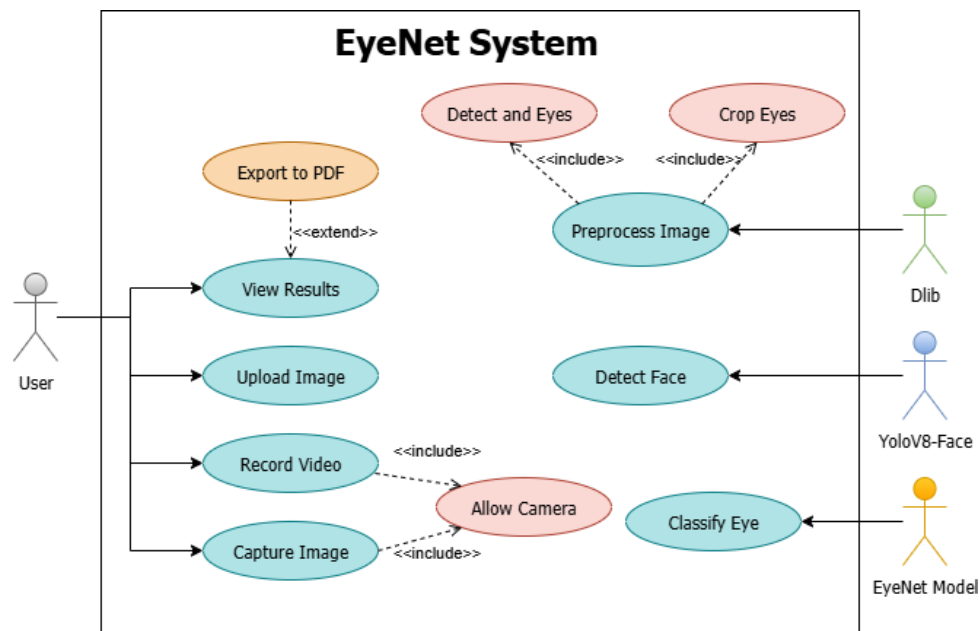 EyeNet System
Detect and Eyes
Crop Eyes
<<include>>
<<include>>
Export to PDF
<<extend>>
Preprocess Image
Dlib
View Results
User
Upload Image
Detect Face
YoloV8-Face
Record Video
<<include>>
Allow Camera
Classify Eye
Capture Image
<<include>>
EyeNet Model